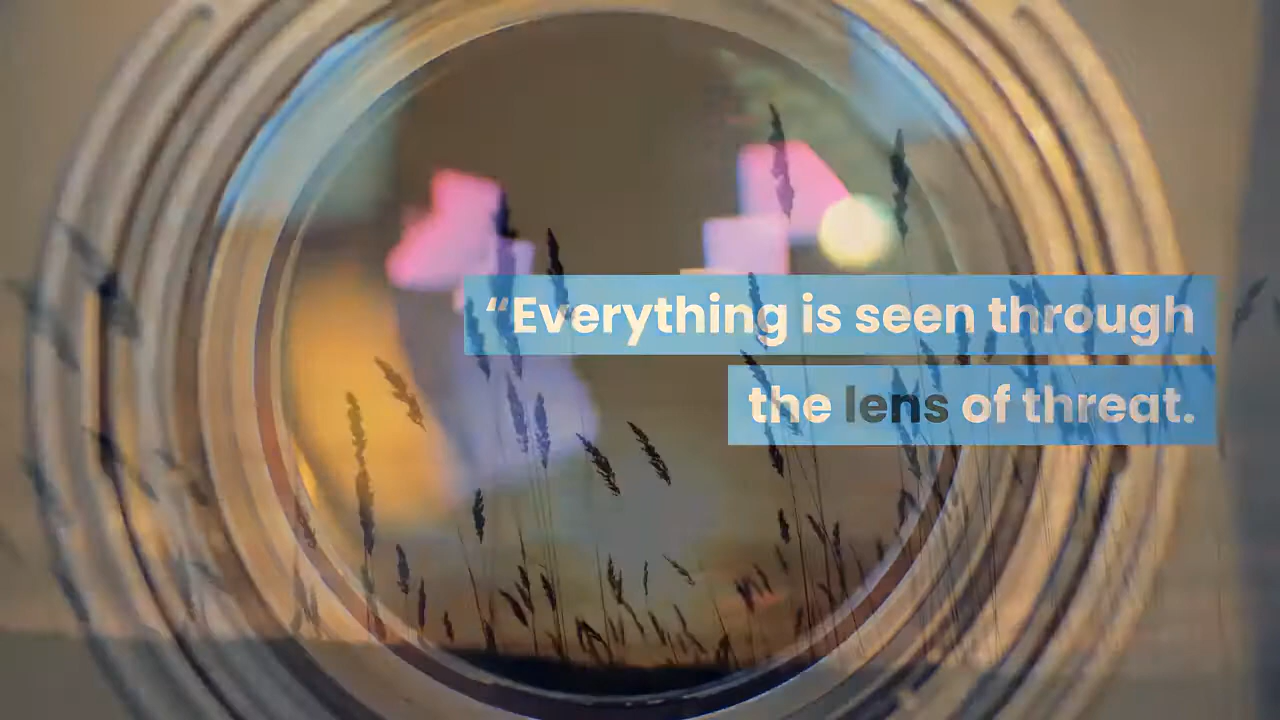 “Everything is seen through
the lens of threat.